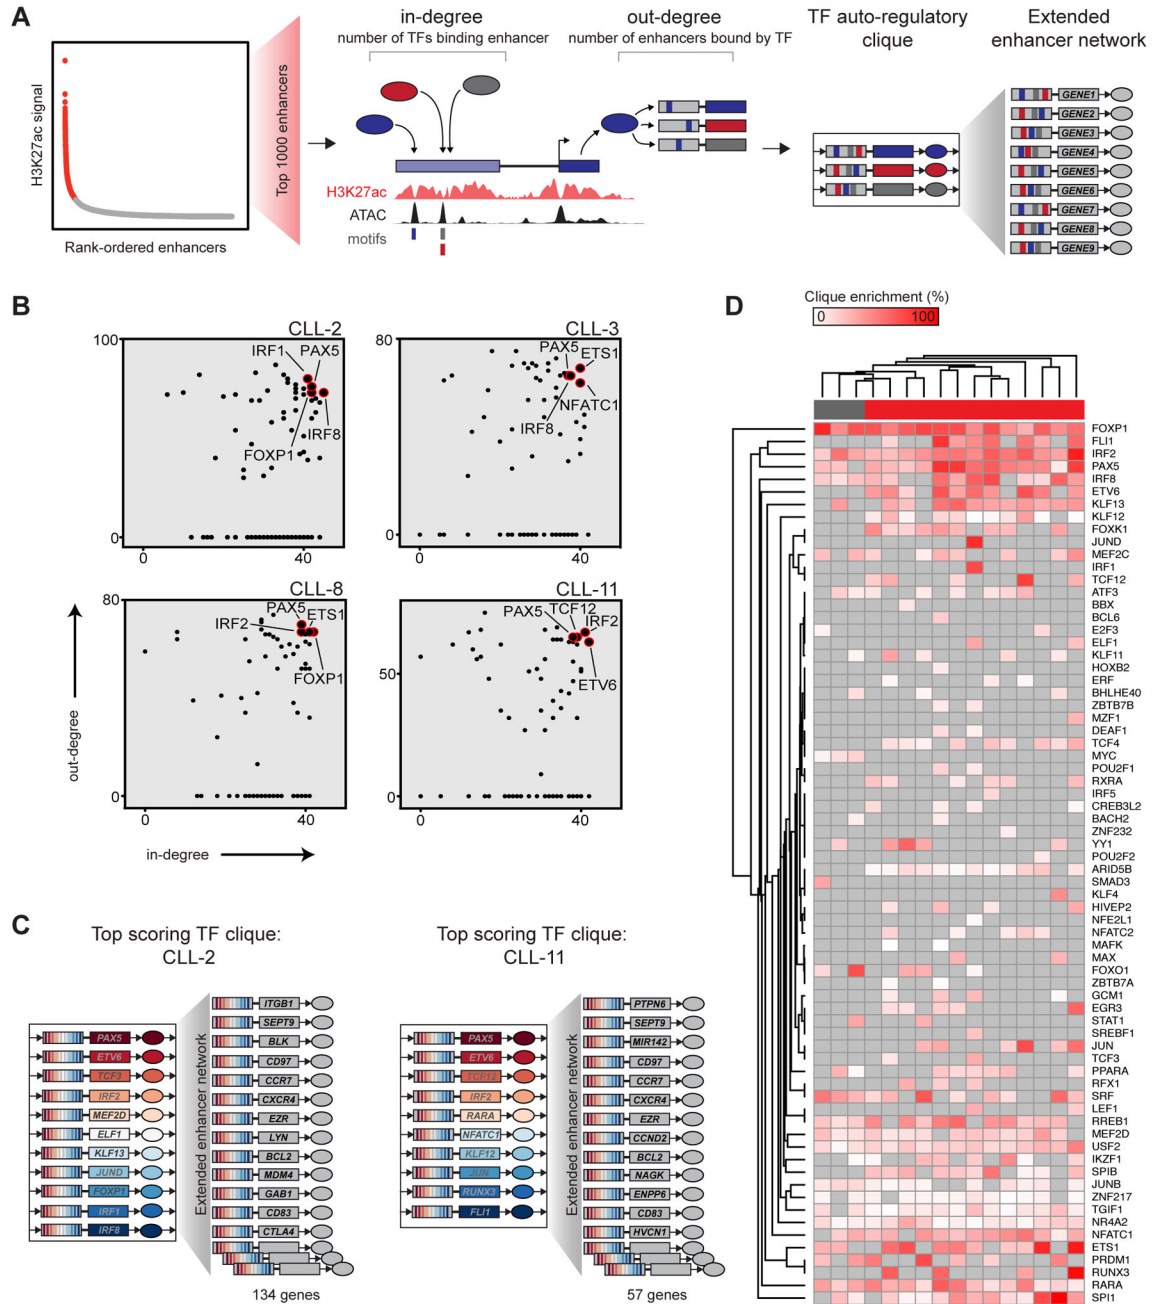 A
H3K27ac signal
Rank-ordered enhancers
Top 1000 enhancers
in-degree
number of TFs binding enhancer
out-degree
number of enhancers bound by TF
H3K27ac
ATAC
motifs
TF auto-regulatory
clique
Extended
enhancer network
GENE1
GENE2
GENE3
GENE4
GENE5
GENE6
GENE7
GENE8
GENE9
B
CLL-2
100
0
0
40
IRF1
PAX5
IRF8
FOXP1
CLL-3
80
0
0
40
PAX5
ETS1
NFATC1
IRF8
CLL-8
80
0
0
40
PAX5
ETS1
IRF2
FOXP1
CLL-11
50
0
0
40
PAX5
TCF12
IRF2
ETV6
out-degree
in-degree
C
Top scoring TF clique:
CLL-2
PAX5
ETV6
TCF3
IRF2
MEF2D
ELF1
KLF13
JUND
FOXP1
IRF1
IRF8
Extended enhancer network
ITGB1
SEPT9
BLK
CD97
CCR7
CXCR4
EZR
LYN
BCL2
MDM4
GAB1
CD83
CTLA4
134 genes
Top scoring TF clique:
CLL-11
PAX5
ETV6
TCF12
IRF2
RARA
NFATC1
KLF12
JUN
RUNX3
FLI1
Extended enhancer network
PTPN6
SEPT9
MIR142
CD97
CCR7
CXCR4
EZR
CCND2
BCL2
NAGK
ENPP6
CD83
HVCN1
57 genes
D
Clique enrichment (%)
0 100
FOXP1
FLI1
IRF2
PAX5
IRF8
ETV6
KLF13
KLF12
FOXK1
JUND
MEF2C
IRF1
TCF12
ATF3
BBX
BCL6
E2F3
ELF1
KLF11
HOXB2
ERF
BHLHE40
ZBTB7B
MZF1
DEAF1
TCF4
MYC
POU2F1
RXRA
IRF5
CREB3L2
BACH2
ZNF232
YY1
POU2F2
ARID5B
SMAD3
KLF4
HIVEP2
NFE2L1
NFATC2
MAFK
MAX
FOXO1
ZBTB7A
GCM1
EGR3
STAT1
SREBF1
JUN
TCF3
PPARA
RFX1
SRF
LEF1
RREB1
MEF2D
USF2
IKZF1
SPIB
JUNB
ZNF217
TGIF1
NR4A2
NFATC1
ETS1
PRDM1
RUNX3
RARA
SPI1